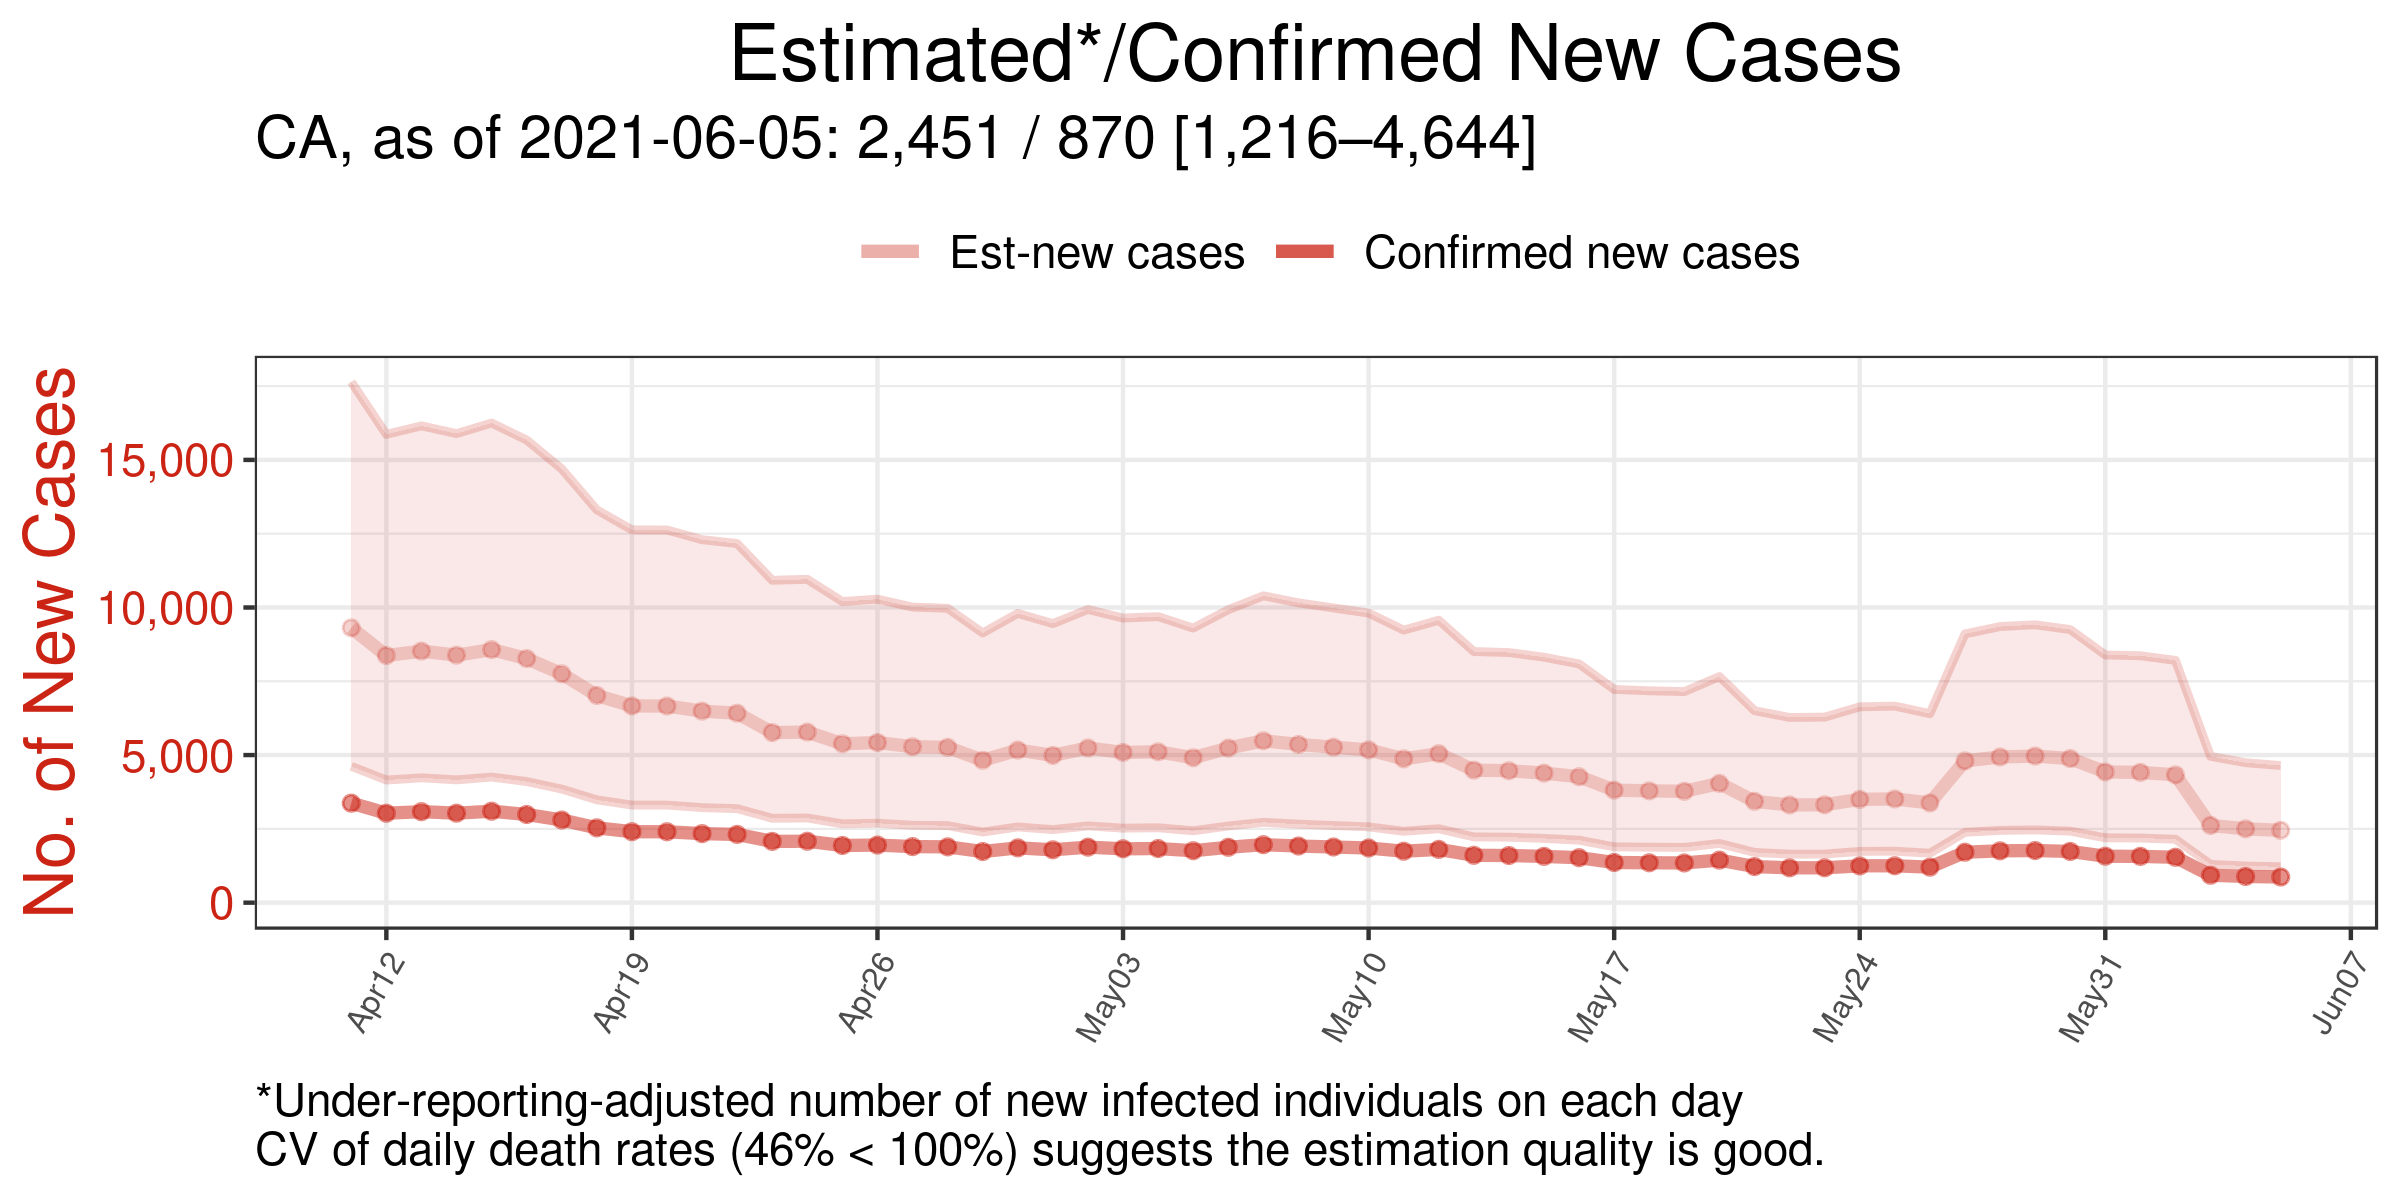 Estimated*/Confirmed New Cases
CA, as of 2021-06-05: 2,451 / 870 [1,216–4,644]
Est-new cases
Confirmed new cases
No. of New Cases
15,000
10,000
5,000
0
Apr12
Apr19
Apr26
May03
May10
May17
May24
May31
Jun07
*Under-reporting-adjusted number of new infected individuals on each day
CV of daily death rates (46% < 100%) suggests the estimation quality is good.